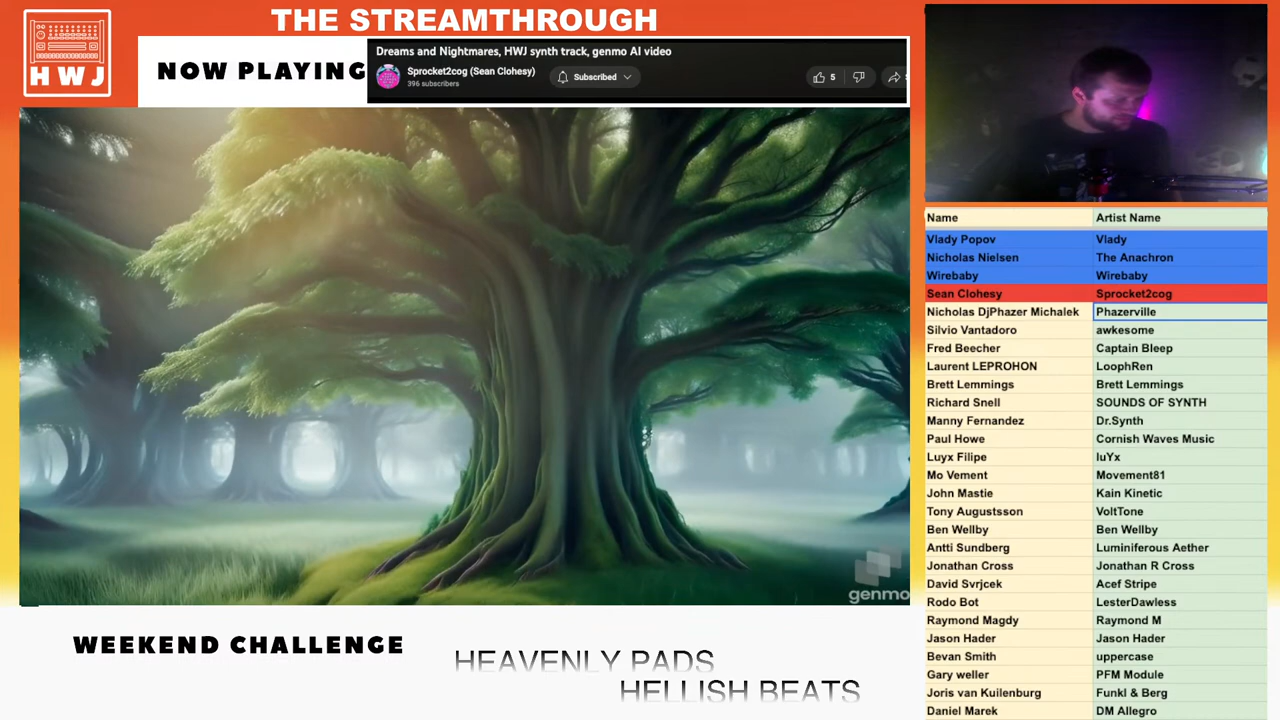 THE STREAMTHROUGH
HWJ
NOW PLAYING
Dreams and Nightmares, HWJ synth track, genmo AI video
Sprocket2cog (Sean Clohesy)
396 subscribers
Subscribed
5
genmo
WEEKEND CHALLENGE
HEAVENLY PADS
HELLISH BEATS
Name Artist Name
Vlady Popov Vlady
Nicholas Nielsen The Anachron
Wirebaby Wirebaby
Sean Clohesy Sprocket2cog
Nicholas DjPhazer Michalek Phazerville
Silvio Vantadoro awkesome
Fred Beecher Captain Bleep
Laurent LEPROHON LoophRen
Brett Lemmings Brett Lemmings
Richard Snell SOUNDS OF SYNTH
Manny Fernandez Dr.Synth
Paul Howe Cornish Waves Music
Luyx Filipe luYx
Mo Vement Movement81
John Mastie Kain Kinetic
Tony Augustsson VoltTone
Ben Wellby Ben Wellby
Antti Sundberg Luminiferous Aether
Jonathan Cross Jonathan R Cross
David Svrjcek Acef Stripe
Rodo Bot LesterDawless
Raymond Magdy Raymond M
Jason Hader Jason Hader
Bevan Smith uppercase
Gary weller PFM Module
Joris van Kuilenburg Funkl & Berg
Daniel Marek DM Allegro